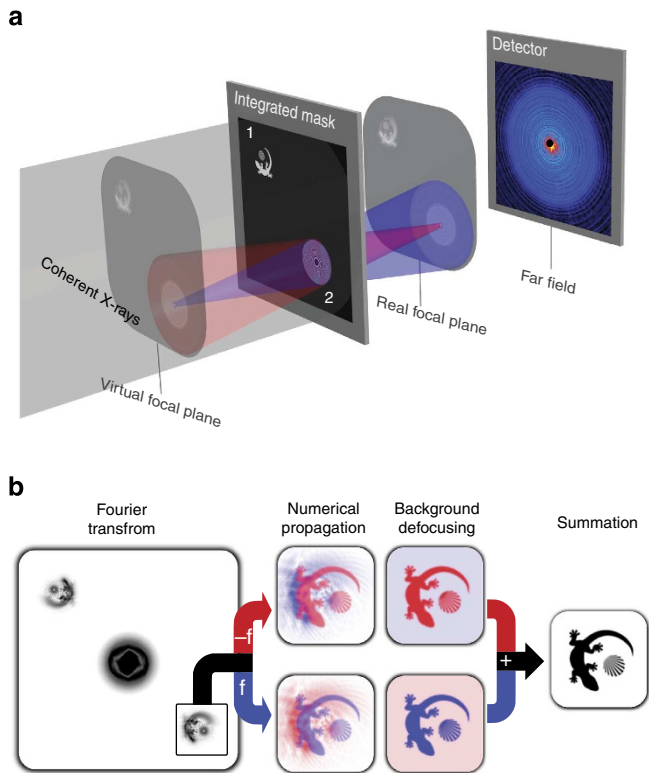 a
Detector
Integrated mask
1
Coherent X-rays
2
Real focal plane
Far field
Virtual focal plane
b
Fourier
transfrom
Numerical
propagation
Background
defocusing
Summation
–f
f
+